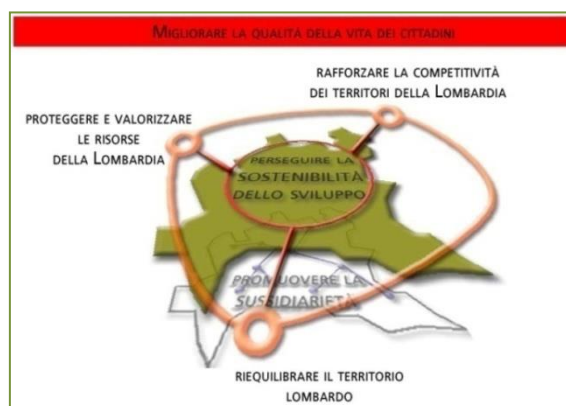 MIGLIORARE LA QUALITÀ DELLA VITA DEI CITTADINI
RAFFORZARE LA COMPETITIVITÀ
DEI TERRITORI DELLA LOMBARDIA
PROTEGGERE E VALORIZZARE
LE RISORSE
DELLA LOMBARDIA
PERSEGUIRE LA
SOSTENIBILITÀ
DELLO SVILUPPO
PROMUOVERE LA
SUSSIDIARIETÀ
RIEQUILIBRARE IL TERRITORIO
LOMBARDO